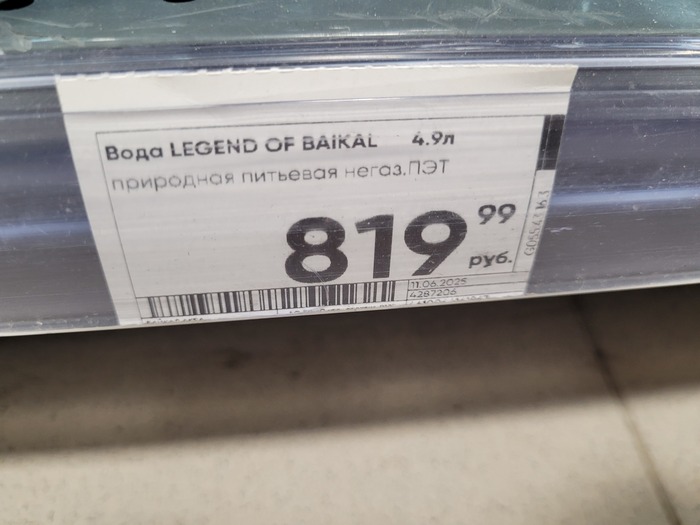 Вода LEGEND OF BAIKAL 4.9л
природная питьевая негаз.ПЭТ
819 99
руб.
11.06.2025
4287206